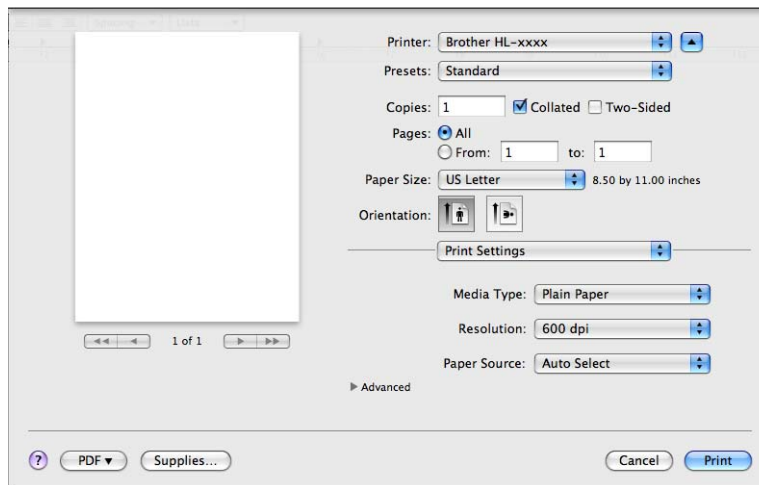 Printer: Brother HL-xxxx
Presets: Standard
Copies: 1 Collated Two-Sided
Pages: All
From: 1 to: 1
Paper Size: US Letter 8.50 by 11.00 inches
Orientation:
Print Settings
Media Type: Plain Paper
Resolution: 600 dpi
Paper Source: Auto Select
Advanced
1 of 1
? PDF Supplies... Cancel Print